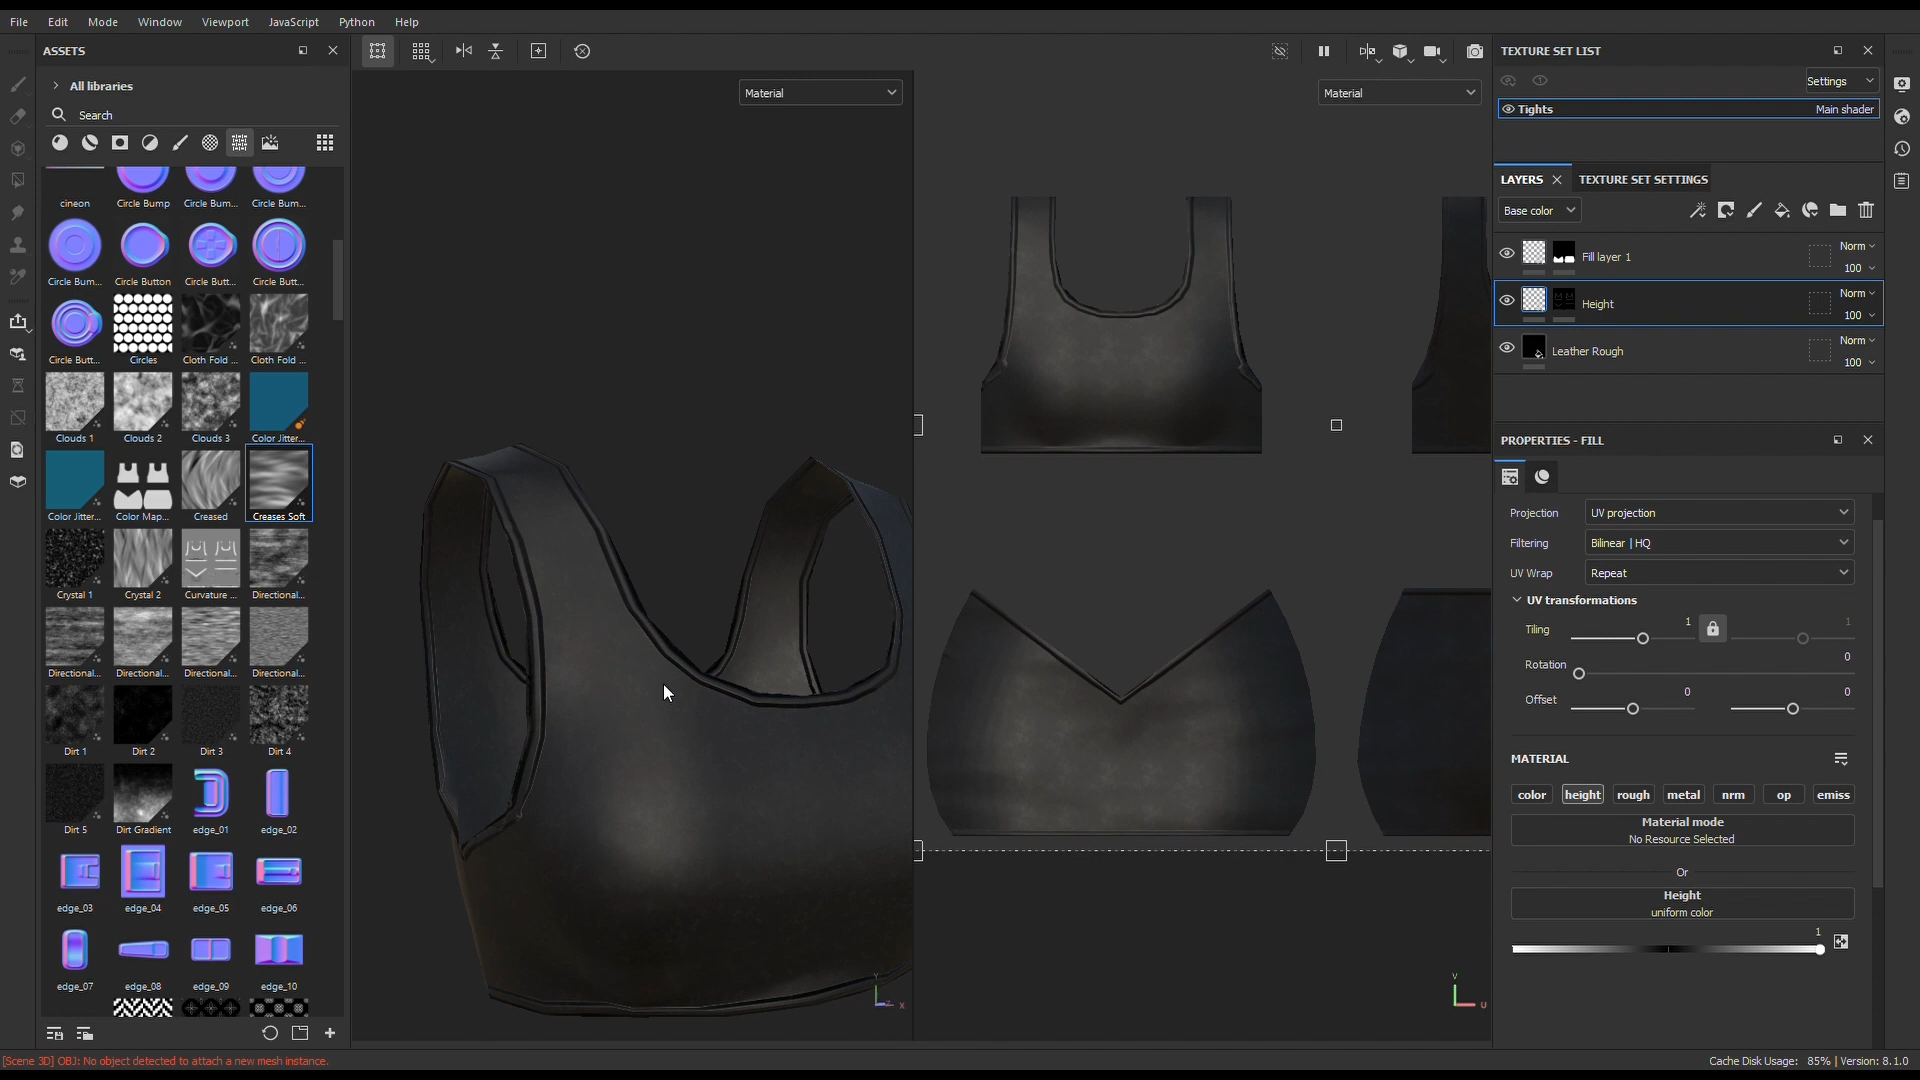 File Edit Mode Window Viewport JavaScript Python Help
ASSETS
All libraries
Search
cineon Circle Bump Circle Bum... Circle Bum...
Circle Bum... Circle Button Circle Butt... Circle Butt...
Circle Butt... Circles Cloth Fold ... Cloth Fold ...
Clouds 1 Clouds 2 Clouds 3 Color Jitter...
Color Jitter... Color Map... Creased Creases Soft
Crystal 1 Crystal 2 Curvature ... Directional...
Directional... Directional... Directional... Directional...
Dirt 1 Dirt 2 Dirt 3 Dirt 4
Dirt 5 Dirt Gradient edge_01 edge_02
edge_03 edge_04 edge_05 edge_06
edge_07 edge_08 edge_09 edge_10
Material
Y
X
Material
V
U
TEXTURE SET LIST
Settings
Tights Main shader
LAYERS TEXTURE SET SETTINGS
Base color
Fill layer 1 Norm
100
Height Norm
100
Leather Rough Norm
100
PROPERTIES - FILL
Projection UV projection
Filtering Bilinear | HQ
UV Wrap Repeat
UV transformations
Tiling 1 1
Rotation 0
Offset 0 0
MATERIAL
color height rough metal nrm op emiss
Material mode
No Resource Selected
Or
Height
uniform color
1
[Scene 3D] OBJ: No object detected to attach a new mesh instance.
Cache Disk Usage: 85% | Version: 8.1.0